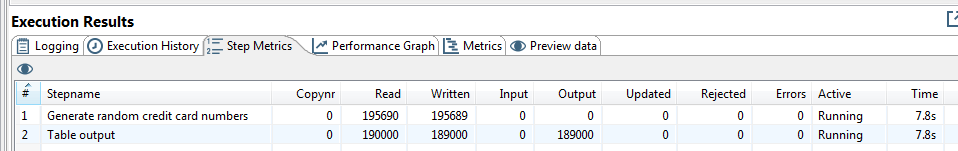 Execution Results
Logging Execution History Step Metrics Performance Graph Metrics Preview data
# Stepname Copynr Read Written Input Output Updated Rejected Errors Active Time
1 Generate random credit card numbers 0 195690 195689 0 0 0 0 0 Running 7.8s
2 Table output 0 190000 189000 0 189000 0 0 0 Running 7.8s